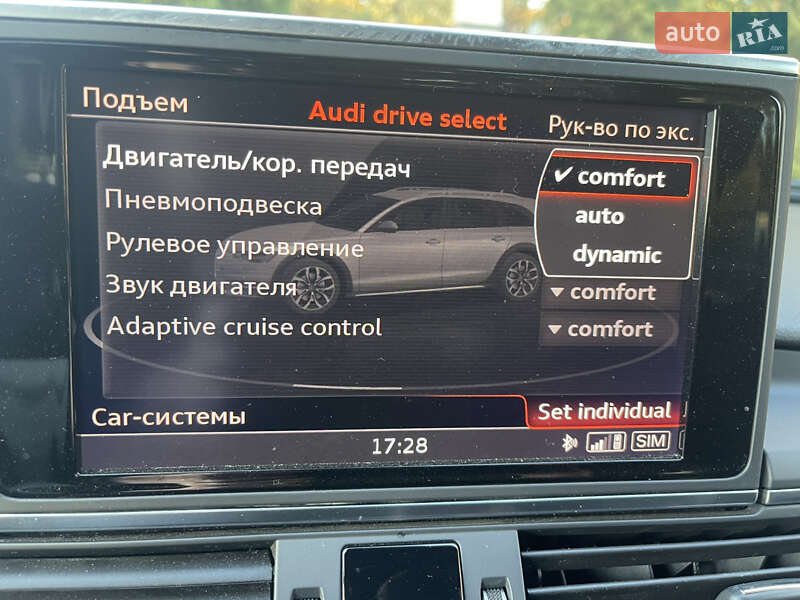 auto RIA.com
Подъем
Audi drive select
Рук-во по экс.
Двигатель/кор. передач
✔ comfort
Пневмоподвеска
auto
Рулевое управление
dynamic
Звук двигателя ▼ comfort
Adaptive cruise control ▼ comfort
Car-системы
Set individual
17:28
SIM